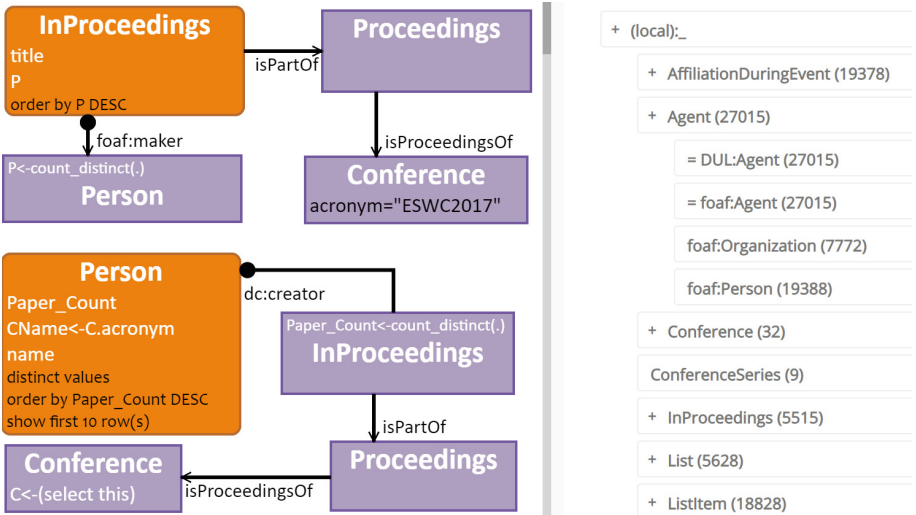 InProceedings
title
P
order by P DESC
isPartOf
Proceedings
foaf:maker
isProceedingsOf
P<-count_distinct(.)
Person
Conference
acronym="ESWC2017"
Person
Paper_Count
CName<-C.acronym
name
distinct values
order by Paper_Count DESC
show first 10 row(s)
dc:creator
Paper_Count<-count_distinct(.)
InProceedings
isPartOf
Proceedings
isProceedingsOf
Conference
C<-(select this)
+ (local):_
+ AffiliationDuringEvent (19378)
+ Agent (27015)
= DUL:Agent (27015)
= foaf:Agent (27015)
foaf:Organization (7772)
foaf:Person (19388)
+ Conference (32)
ConferenceSeries (9)
+ InProceedings (5515)
+ List (5628)
+ ListItem (18828)